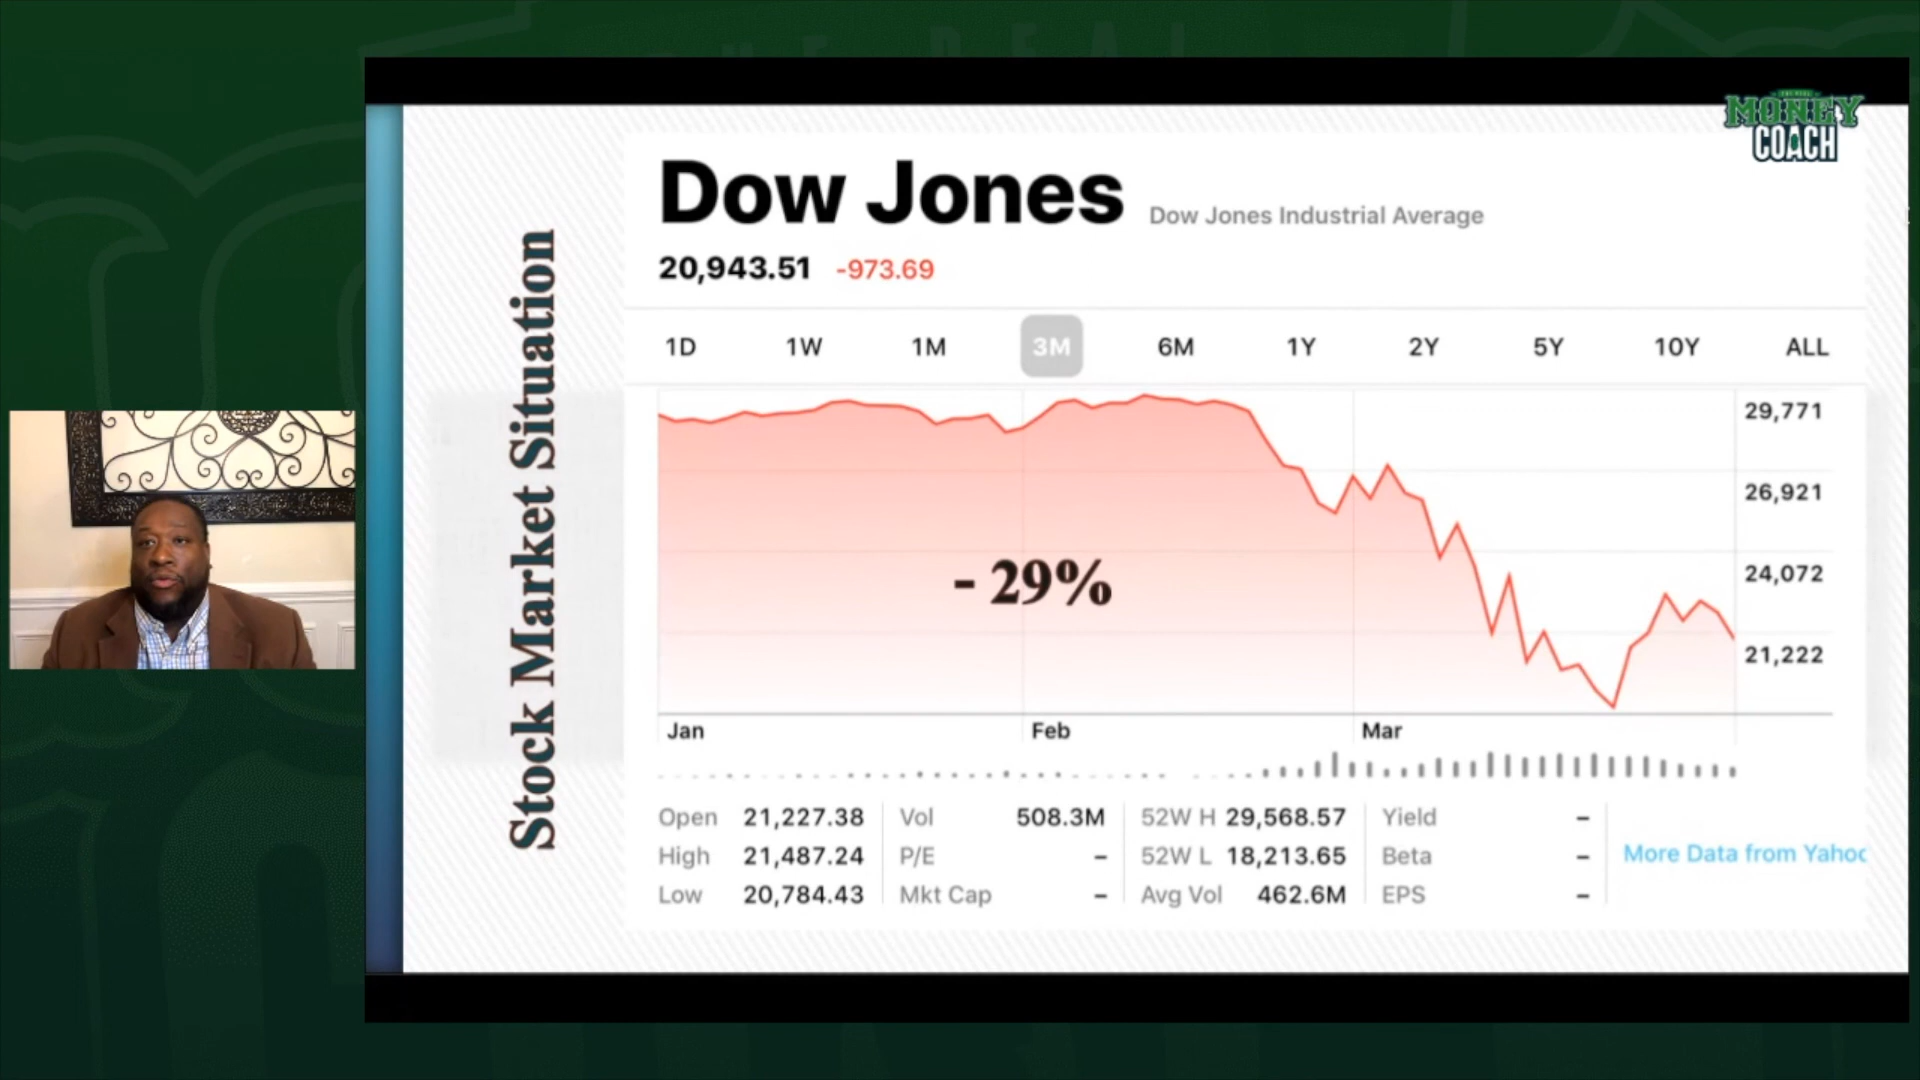 THE REAL
MONEY
COACH
Stock Market Situation
Dow Jones Dow Jones Industrial Average
20,943.51 -973.69
1D 1W 1M 3M 6M 1Y 2Y 5Y 10Y ALL
29,771
26,921
24,072
21,222
- 29%
Jan Feb Mar
Open 21,227.38 Vol 508.3M 52W H 29,568.57 Yield –
High 21,487.24 P/E – 52W L 18,213.65 Beta –
Low 20,784.43 Mkt Cap – Avg Vol 462.6M EPS –
More Data from Yahoo